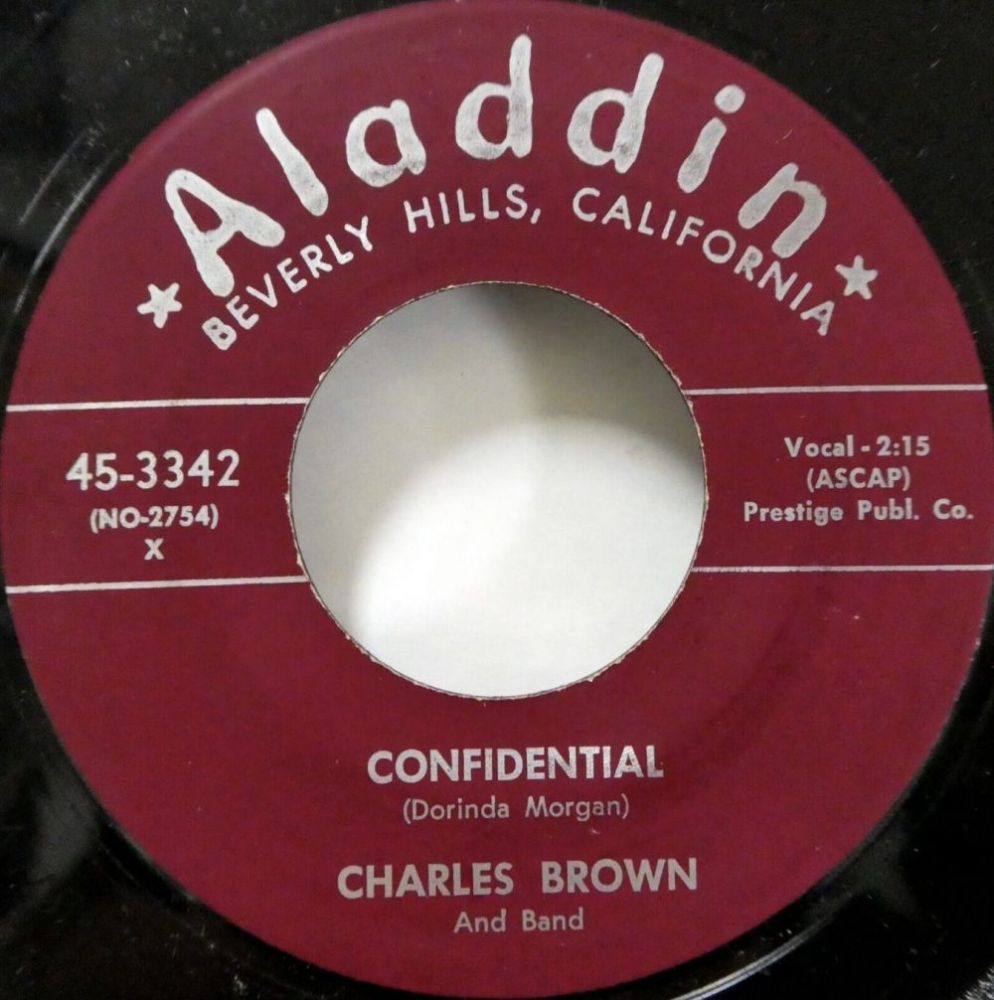 Aladdin
BEVERLY HILLS, CALIFORNIA
45-3342
(NO-2754)
X
Vocal - 2:15
(ASCAP)
Prestige Publ. Co.
CONFIDENTIAL
(Dorinda Morgan)
CHARLES BROWN
And Band